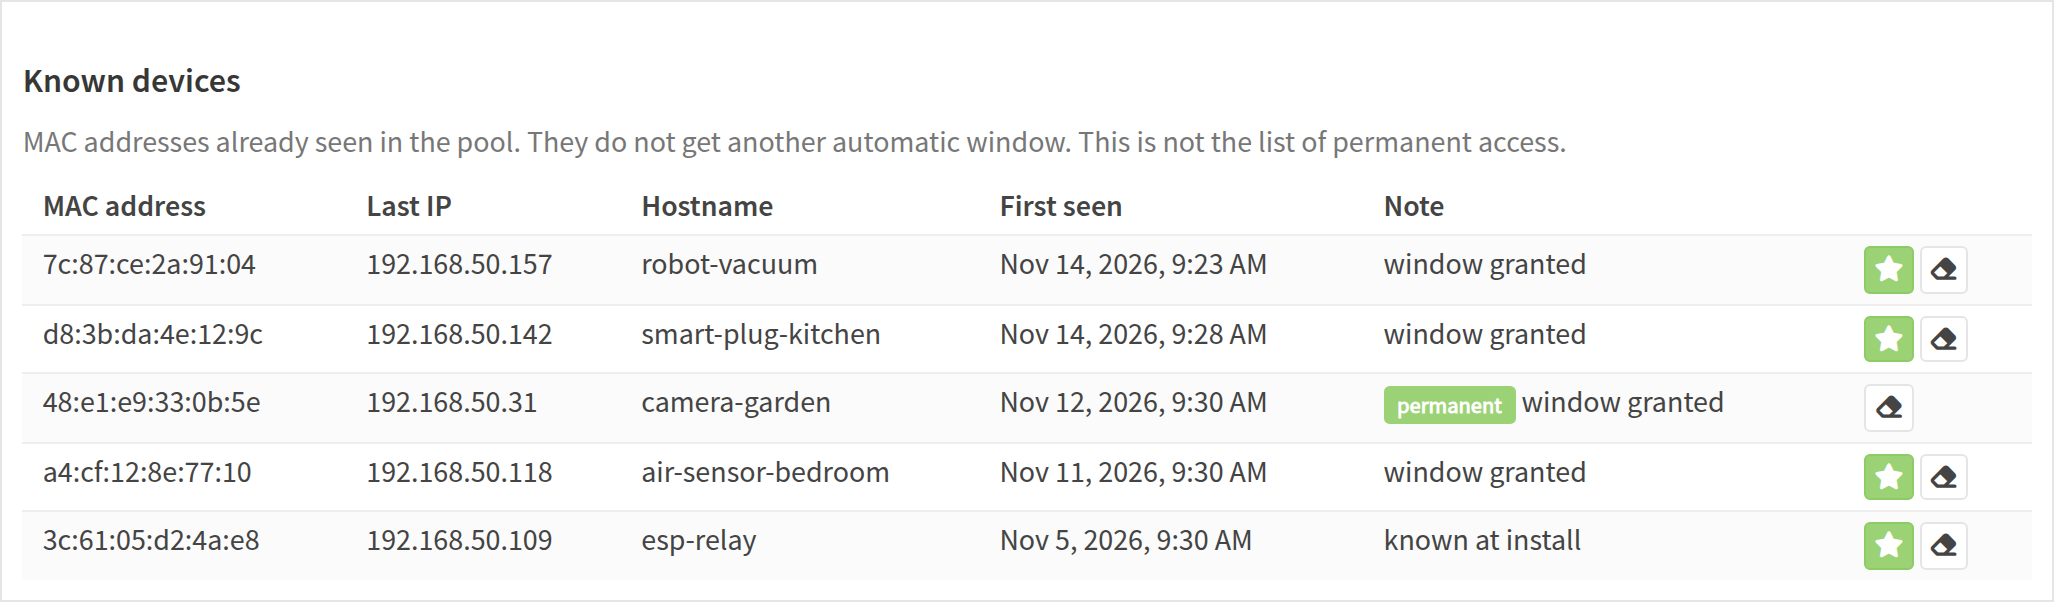 Known devices
MAC addresses already seen in the pool. They do not get another automatic window. This is not the list of permanent access.
MAC address Last IP Hostname First seen Note
7c:87:ce:2a:91:04 192.168.50.157 robot-vacuum Nov 14, 2026, 9:23 AM window granted
d8:3b:da:4e:12:9c 192.168.50.142 smart-plug-kitchen Nov 14, 2026, 9:28 AM window granted
48:e1:e9:33:0b:5e 192.168.50.31 camera-garden Nov 12, 2026, 9:30 AM permanent window granted
a4:cf:12:8e:77:10 192.168.50.118 air-sensor-bedroom Nov 11, 2026, 9:30 AM window granted
3c:61:05:d2:4a:e8 192.168.50.109 esp-relay Nov 5, 2026, 9:30 AM known at install